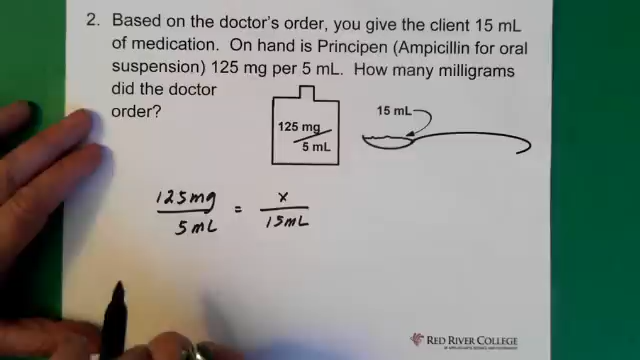 2. Based on the doctor's order, you give the client 15 mL
of medication. On hand is Principen (Ampicillin for oral
suspension) 125 mg per 5 mL. How many milligrams
did the doctor
order?
125 mg
5 mL
15 mL
125mg
5mL
=
x
15mL
RED RIVER COLLEGE